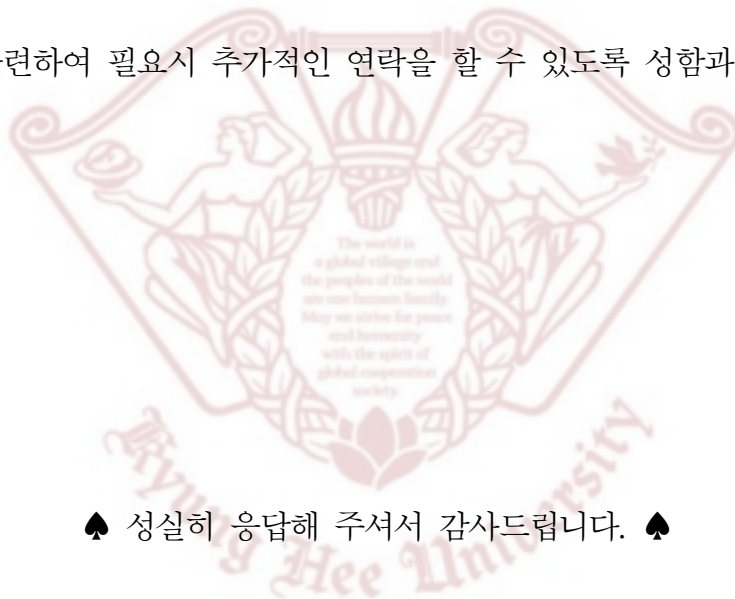 련하여 필요시 추가적인 연락을 할 수 있도록 성함과
The world is
a global village and
the peoples of the world
are one human family.
May we strive for peace
and humanity
with the spirit of
global cooperation
society.
♠ 성실히 응답해 주셔서 감사드립니다. ♠
Kyung Hee University